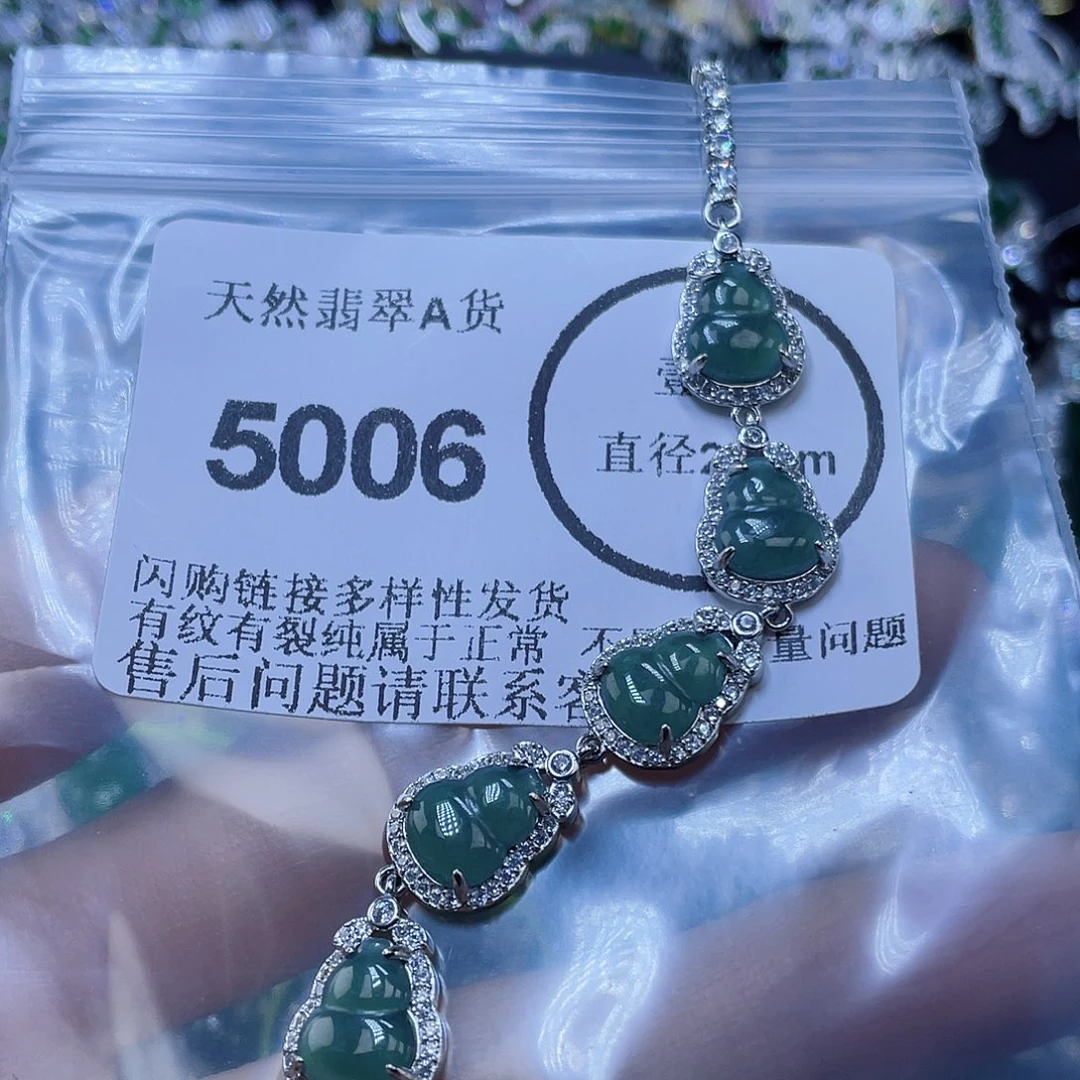 天然翡翠A货
5006
直径2 m
闪购链接多样性发货
有纹有裂纯属于正常 不 量问题
售后问题请联系客